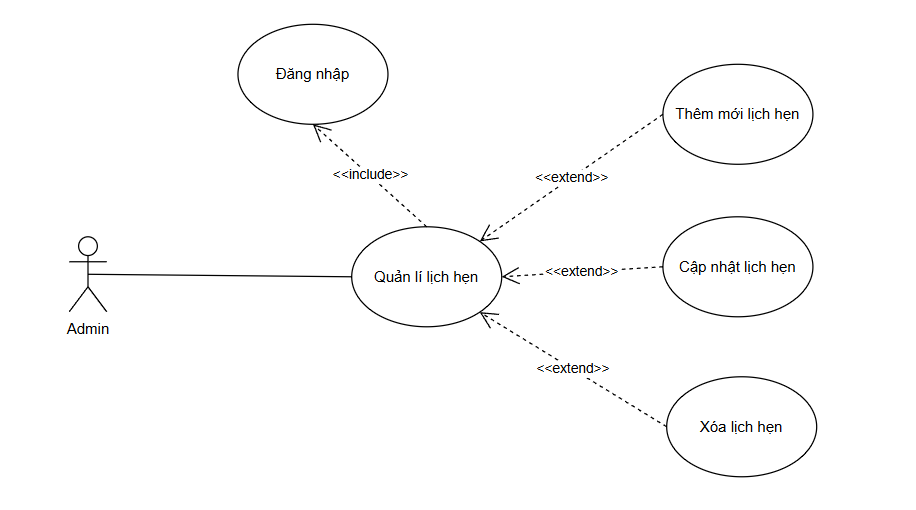 Đăng nhập
Thêm mới lịch hẹn
<<include>>
<<extend>>
Quản lí lịch hẹn
<<extend>>
Cập nhật lịch hẹn
Admin
<<extend>>
Xóa lịch hẹn